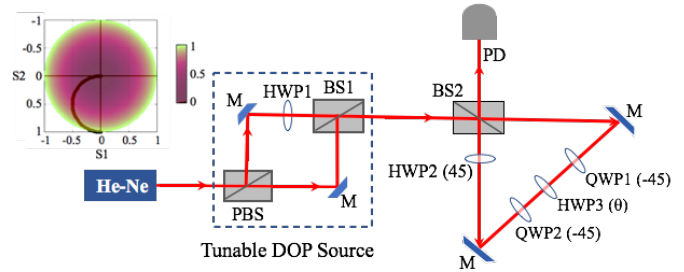 -1
-0.5
S2 0
0.5
1
-1 -0.5 0 0.5 1
S1
1
0.5
0
He-Ne
PBS
M
HWP1
BS1
M
Tunable DOP Source
PD
BS2
M
HWP2 (45)
QWP1 (-45)
HWP3 (θ)
QWP2 (-45)
M